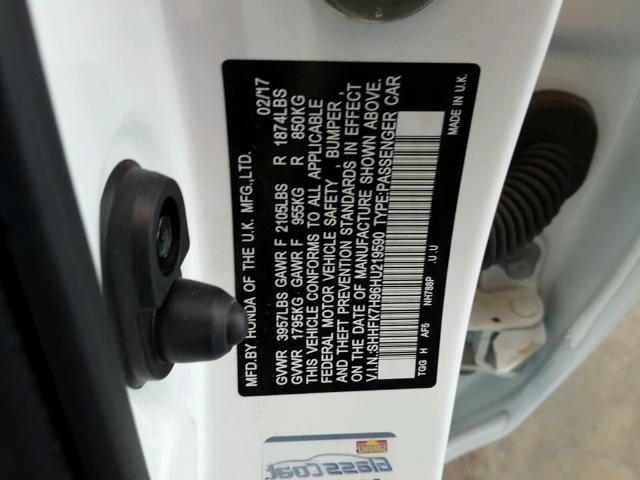 MFD.BY HONDA OF THE U.K. MFG.,LTD. 02/17
GVWR 3957LBS GAWR F 2105LBS R 1874LBS
GVWR 1795KG GAWR F 955KG R 850KG
THIS VEHICLE CONFORMS TO ALL APPLICABLE
FEDERAL MOTOR VEHICLE SAFETY , BUMPER ,
AND THEFT PREVENTION STANDARDS IN EFFECT
ON THE DATE OF MANUFACTURE SHOWN ABOVE.
V.I.N.:SHHFK7H96HU219590 TYPE:PASSENGER CAR
TGG H AF5 NH788P .U.U MADE IN U.K.
Glass Coat